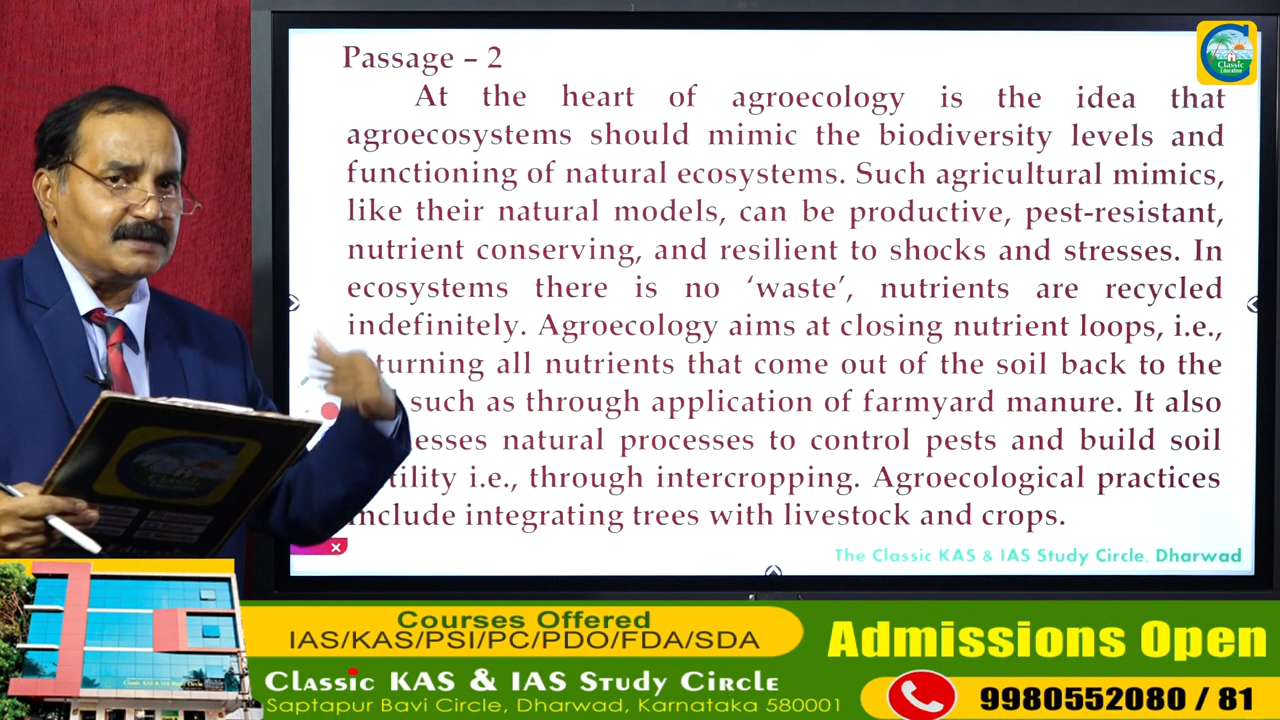 Passage – 2
At the heart of agroecology is the idea that
agroecosystems should mimic the biodiversity levels and
functioning of natural ecosystems. Such agricultural mimics,
like their natural models, can be productive, pest-resistant,
nutrient conserving, and resilient to shocks and stresses. In
ecosystems there is no ‘waste’, nutrients are recycled
indefinitely. Agroecology aims at closing nutrient loops, i.e.,
turning all nutrients that come out of the soil back to the
such as through application of farmyard manure. It also
esses natural processes to control pests and build soil
tility i.e., through intercropping. Agroecological practices
include integrating trees with livestock and crops.
The Classic KAS & IAS Study Circle, Dharwad
Classic
Education
Courses Offered
IAS/KAS/PSI/PC/PDO/FDA/SDA
Classic KAS & IAS Study Circle
Saptapur Bavi Circle, Dharwad, Karnataka 580001
Admissions Open
9980552080 / 81